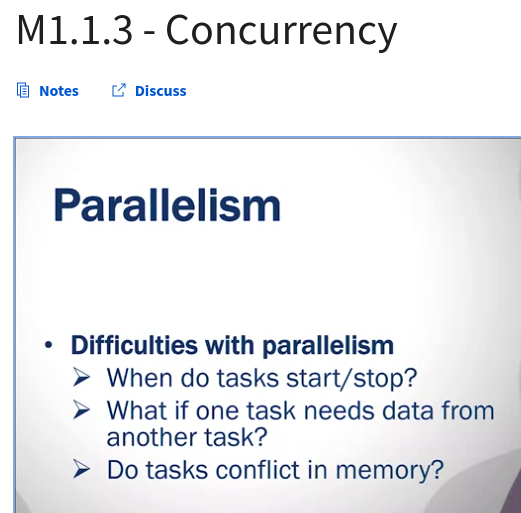 M1.1.3 - Concurrency
Notes Discuss
Parallelism
• Difficulties with parallelism
➢ When do tasks start/stop?
➢ What if one task needs data from
another task?
➢ Do tasks conflict in memory?